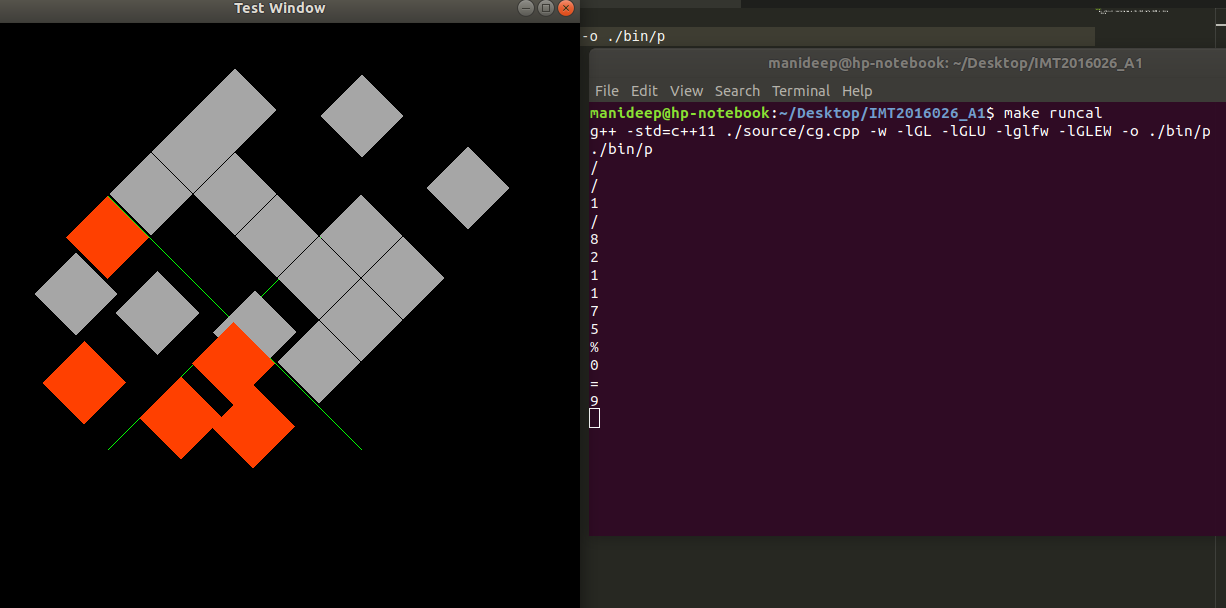 Test Window
-o ./bin/p
manideep@hp-notebook: ~/Desktop/IMT2016026_A1
File Edit View Search Terminal Help
manideep@hp-notebook:~/Desktop/IMT2016026_A1$ make runcal
g++ -std=c++11 ./source/cg.cpp -w -lGL -lGLU -lglfw -lGLEW -o ./bin/p
./bin/p
/
/
1
/
8
2
1
1
7
5
%
0
=
9